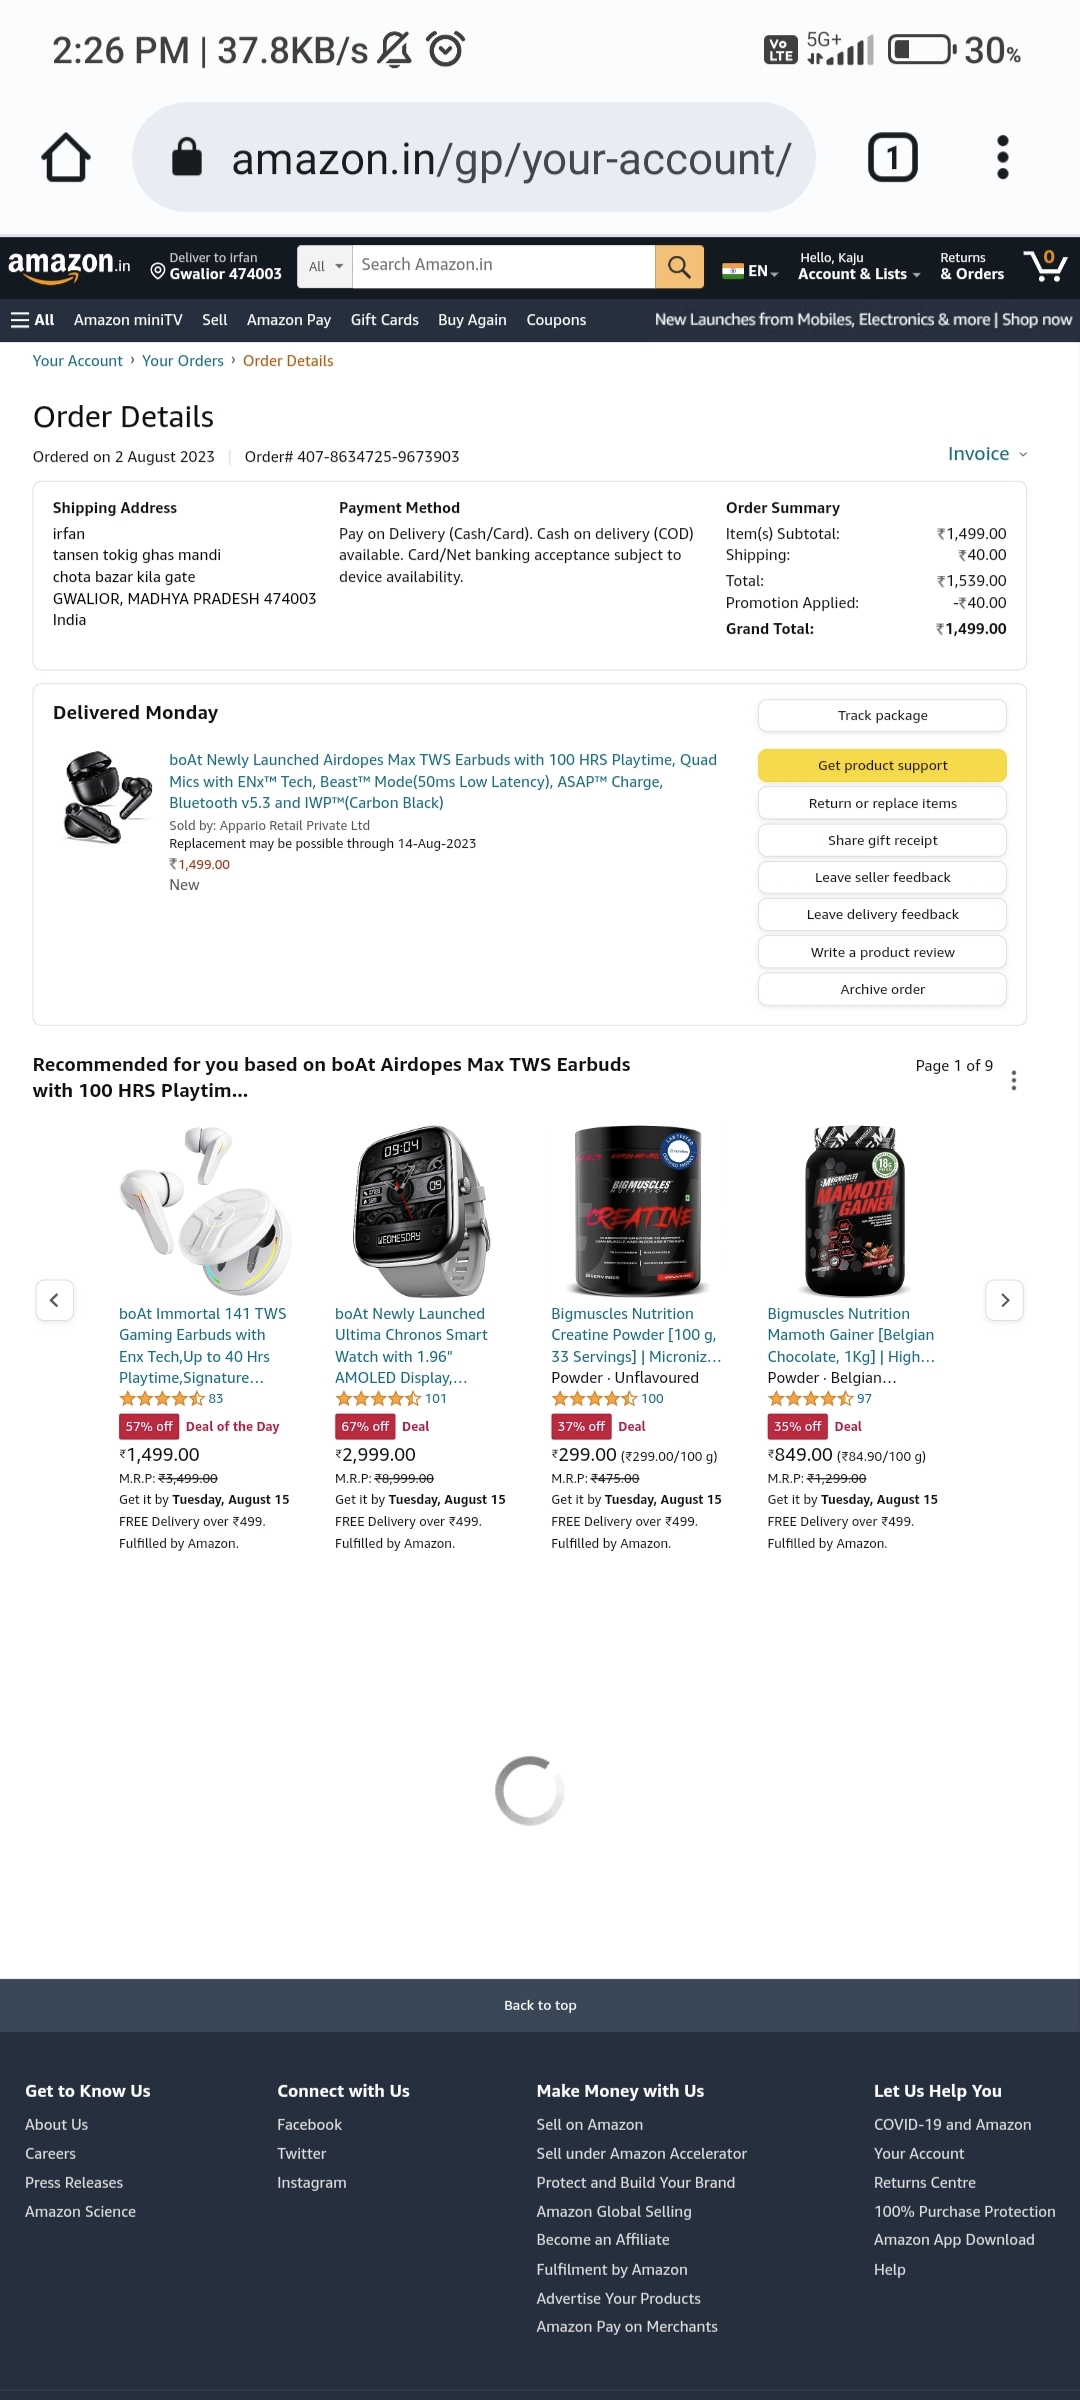 2:26 PM | 37.8KB/s
Vo LTE 5G+ 30%
amazon.in/gp/your-account/
1
amazon.in
Deliver to irfan
Gwalior 474003
All
Search Amazon.in
EN
Hello, Kaju
Account & Lists
Returns
& Orders
0
All Amazon miniTV Sell Amazon Pay Gift Cards Buy Again Coupons
New Launches from Mobiles, Electronics & more | Shop now
Your Account › Your Orders › Order Details
Order Details
Ordered on 2 August 2023 Order# 407-8634725-9673903
Invoice
Shipping Address
irfan
tansen tokig ghas mandi
chota bazar kila gate
GWALIOR, MADHYA PRADESH 474003
India
Payment Method
Pay on Delivery (Cash/Card). Cash on delivery (COD)
available. Card/Net banking acceptance subject to
device availability.
Order Summary
Item(s) Subtotal: ₹1,499.00
Shipping: ₹40.00
Total: ₹1,539.00
Promotion Applied: -₹40.00
Grand Total: ₹1,499.00
Delivered Monday
boAt Newly Launched Airdopes Max TWS Earbuds with 100 HRS Playtime, Quad
Mics with ENx™ Tech, Beast™ Mode(50ms Low Latency), ASAP™ Charge,
Bluetooth v5.3 and IWP™(Carbon Black)
Sold by: Appario Retail Private Ltd
Replacement may be possible through 14-Aug-2023
₹1,499.00
New
Track package
Get product support
Return or replace items
Share gift receipt
Leave seller feedback
Leave delivery feedback
Write a product review
Archive order
Recommended for you based on boAt Airdopes Max TWS Earbuds
with 100 HRS Playtim...
Page 1 of 9
09:04
09
WEDNESDAY
BIGMUSCLES
NUTRITION
CREATINE
BIGMUSCLES
MAMOTH
GAINER
18g
boAt Immortal 141 TWS
Gaming Earbuds with
Enx Tech,Up to 40 Hrs
Playtime,Signature…
83
57% off Deal of the Day
₹1,499.00
M.R.P: ₹3,499.00
Get it by Tuesday, August 15
FREE Delivery over ₹499.
Fulfilled by Amazon.
boAt Newly Launched
Ultima Chronos Smart
Watch with 1.96"
AMOLED Display,…
101
67% off Deal
₹2,999.00
M.R.P: ₹8,999.00
Get it by Tuesday, August 15
FREE Delivery over ₹499.
Fulfilled by Amazon.
Bigmuscles Nutrition
Creatine Powder [100 g,
33 Servings] | Microniz…
Powder · Unflavoured
100
37% off Deal
₹299.00 (₹299.00/100 g)
M.R.P: ₹475.00
Get it by Tuesday, August 15
FREE Delivery over ₹499.
Fulfilled by Amazon.
Bigmuscles Nutrition
Mamoth Gainer [Belgian
Chocolate, 1Kg] | High…
Powder · Belgian…
97
35% off Deal
₹849.00 (₹84.90/100 g)
M.R.P: ₹1,299.00
Get it by Tuesday, August 15
FREE Delivery over ₹499.
Fulfilled by Amazon.
Back to top
Get to Know Us
About Us
Careers
Press Releases
Amazon Science
Connect with Us
Facebook
Twitter
Instagram
Make Money with Us
Sell on Amazon
Sell under Amazon Accelerator
Protect and Build Your Brand
Amazon Global Selling
Become an Affiliate
Fulfilment by Amazon
Advertise Your Products
Amazon Pay on Merchants
Let Us Help You
COVID-19 and Amazon
Your Account
Returns Centre
100% Purchase Protection
Amazon App Download
Help